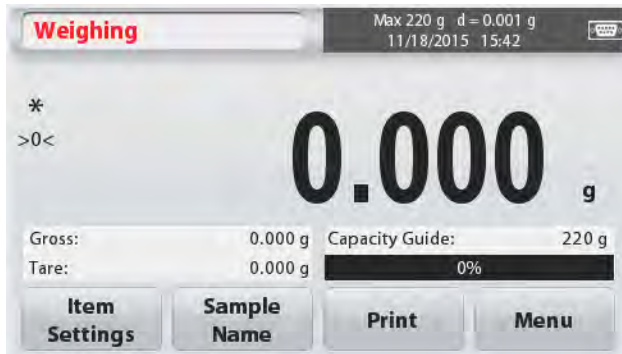 Weighing
Max 220 g d = 0.001 g
11/18/2015 15:42
*
>0<
0.000 g
Gross: 0.000 g
Tare: 0.000 g
Capacity Guide: 220 g
0%
Item Settings
Sample Name
Print
Menu